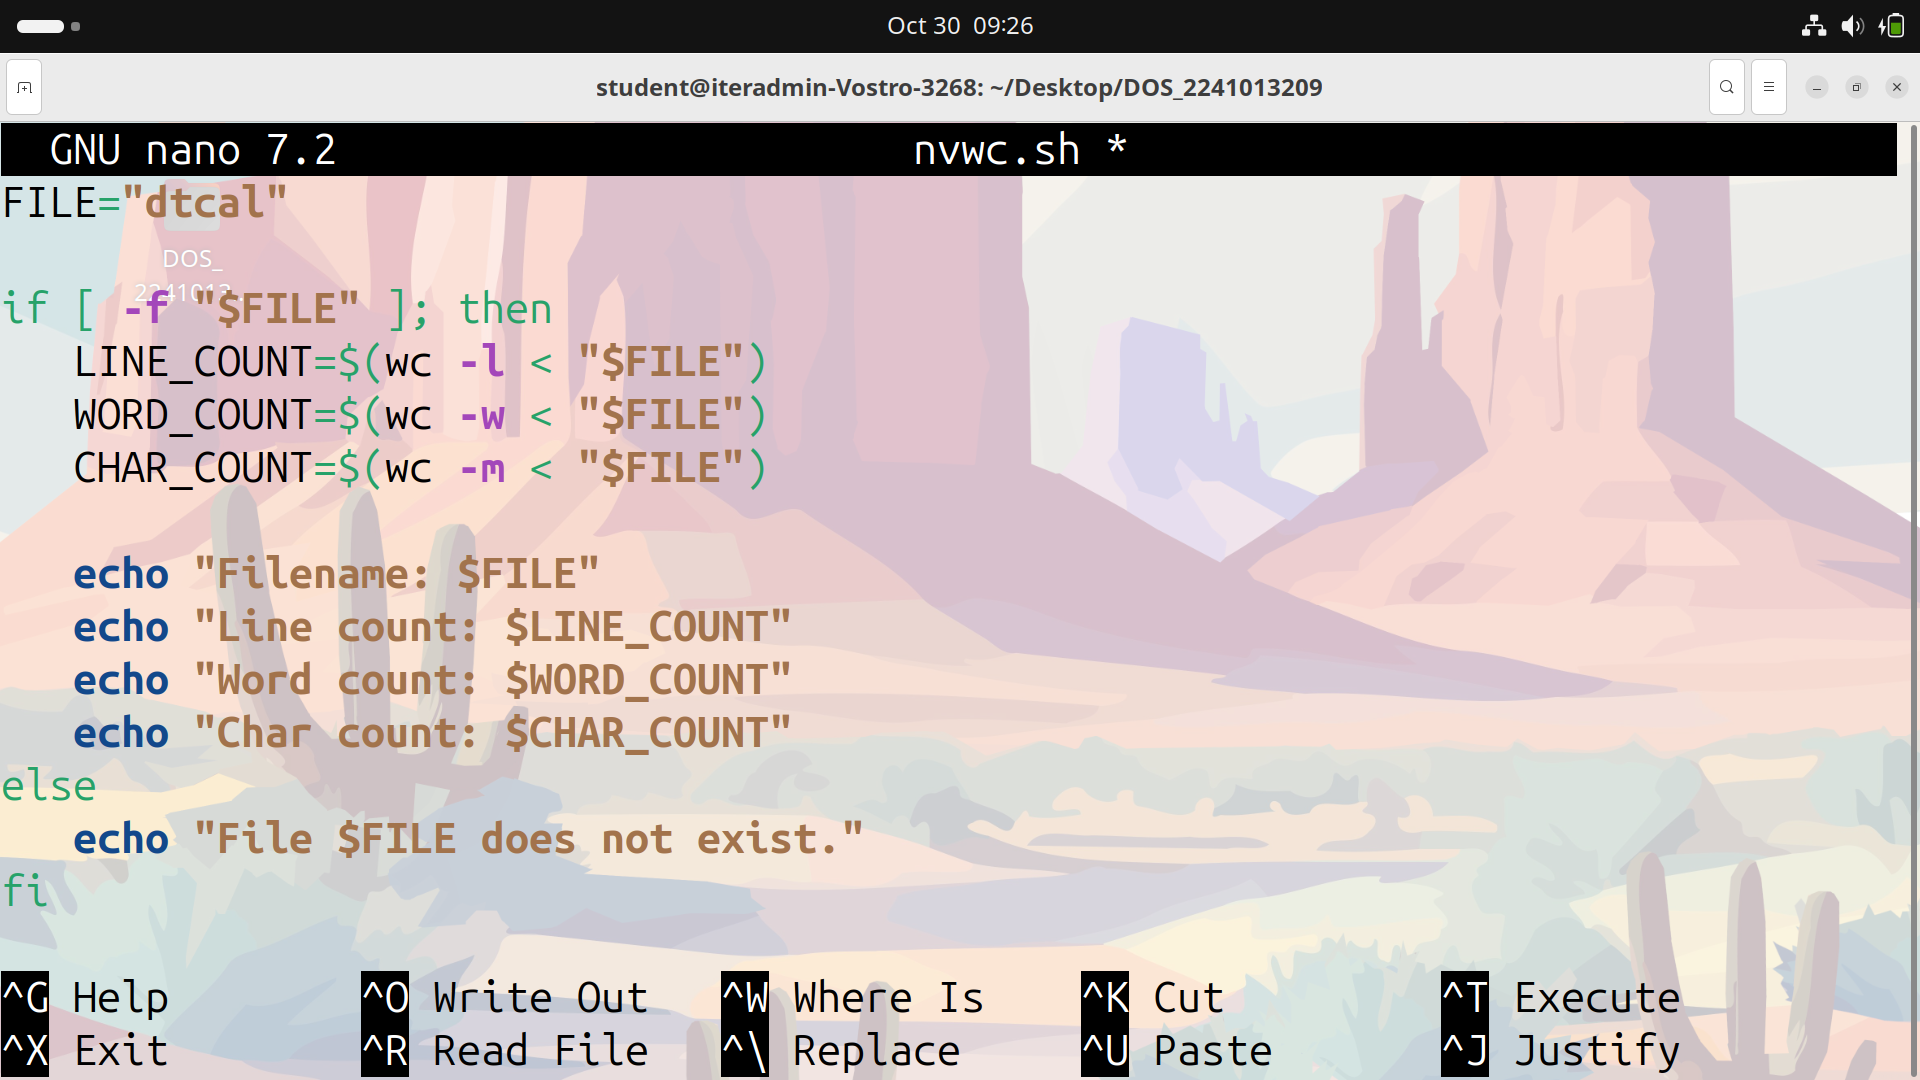 Oct 30 09:26
student@iteradmin-Vostro-3268: ~/Desktop/DOS_2241013209
GNU nano 7.2 nvwc.sh *
FILE="dtcal"
DOS_
2241013...
if [ -f "$FILE" ]; then
    LINE_COUNT=$(wc -l < "$FILE")
    WORD_COUNT=$(wc -w < "$FILE")
    CHAR_COUNT=$(wc -m < "$FILE")
    echo "Filename: $FILE"
    echo "Line count: $LINE_COUNT"
    echo "Word count: $WORD_COUNT"
    echo "Char count: $CHAR_COUNT"
else
    echo "File $FILE does not exist."
fi
^G Help ^O Write Out ^W Where Is ^K Cut ^T Execute
^X Exit ^R Read File ^\ Replace ^U Paste ^J Justify